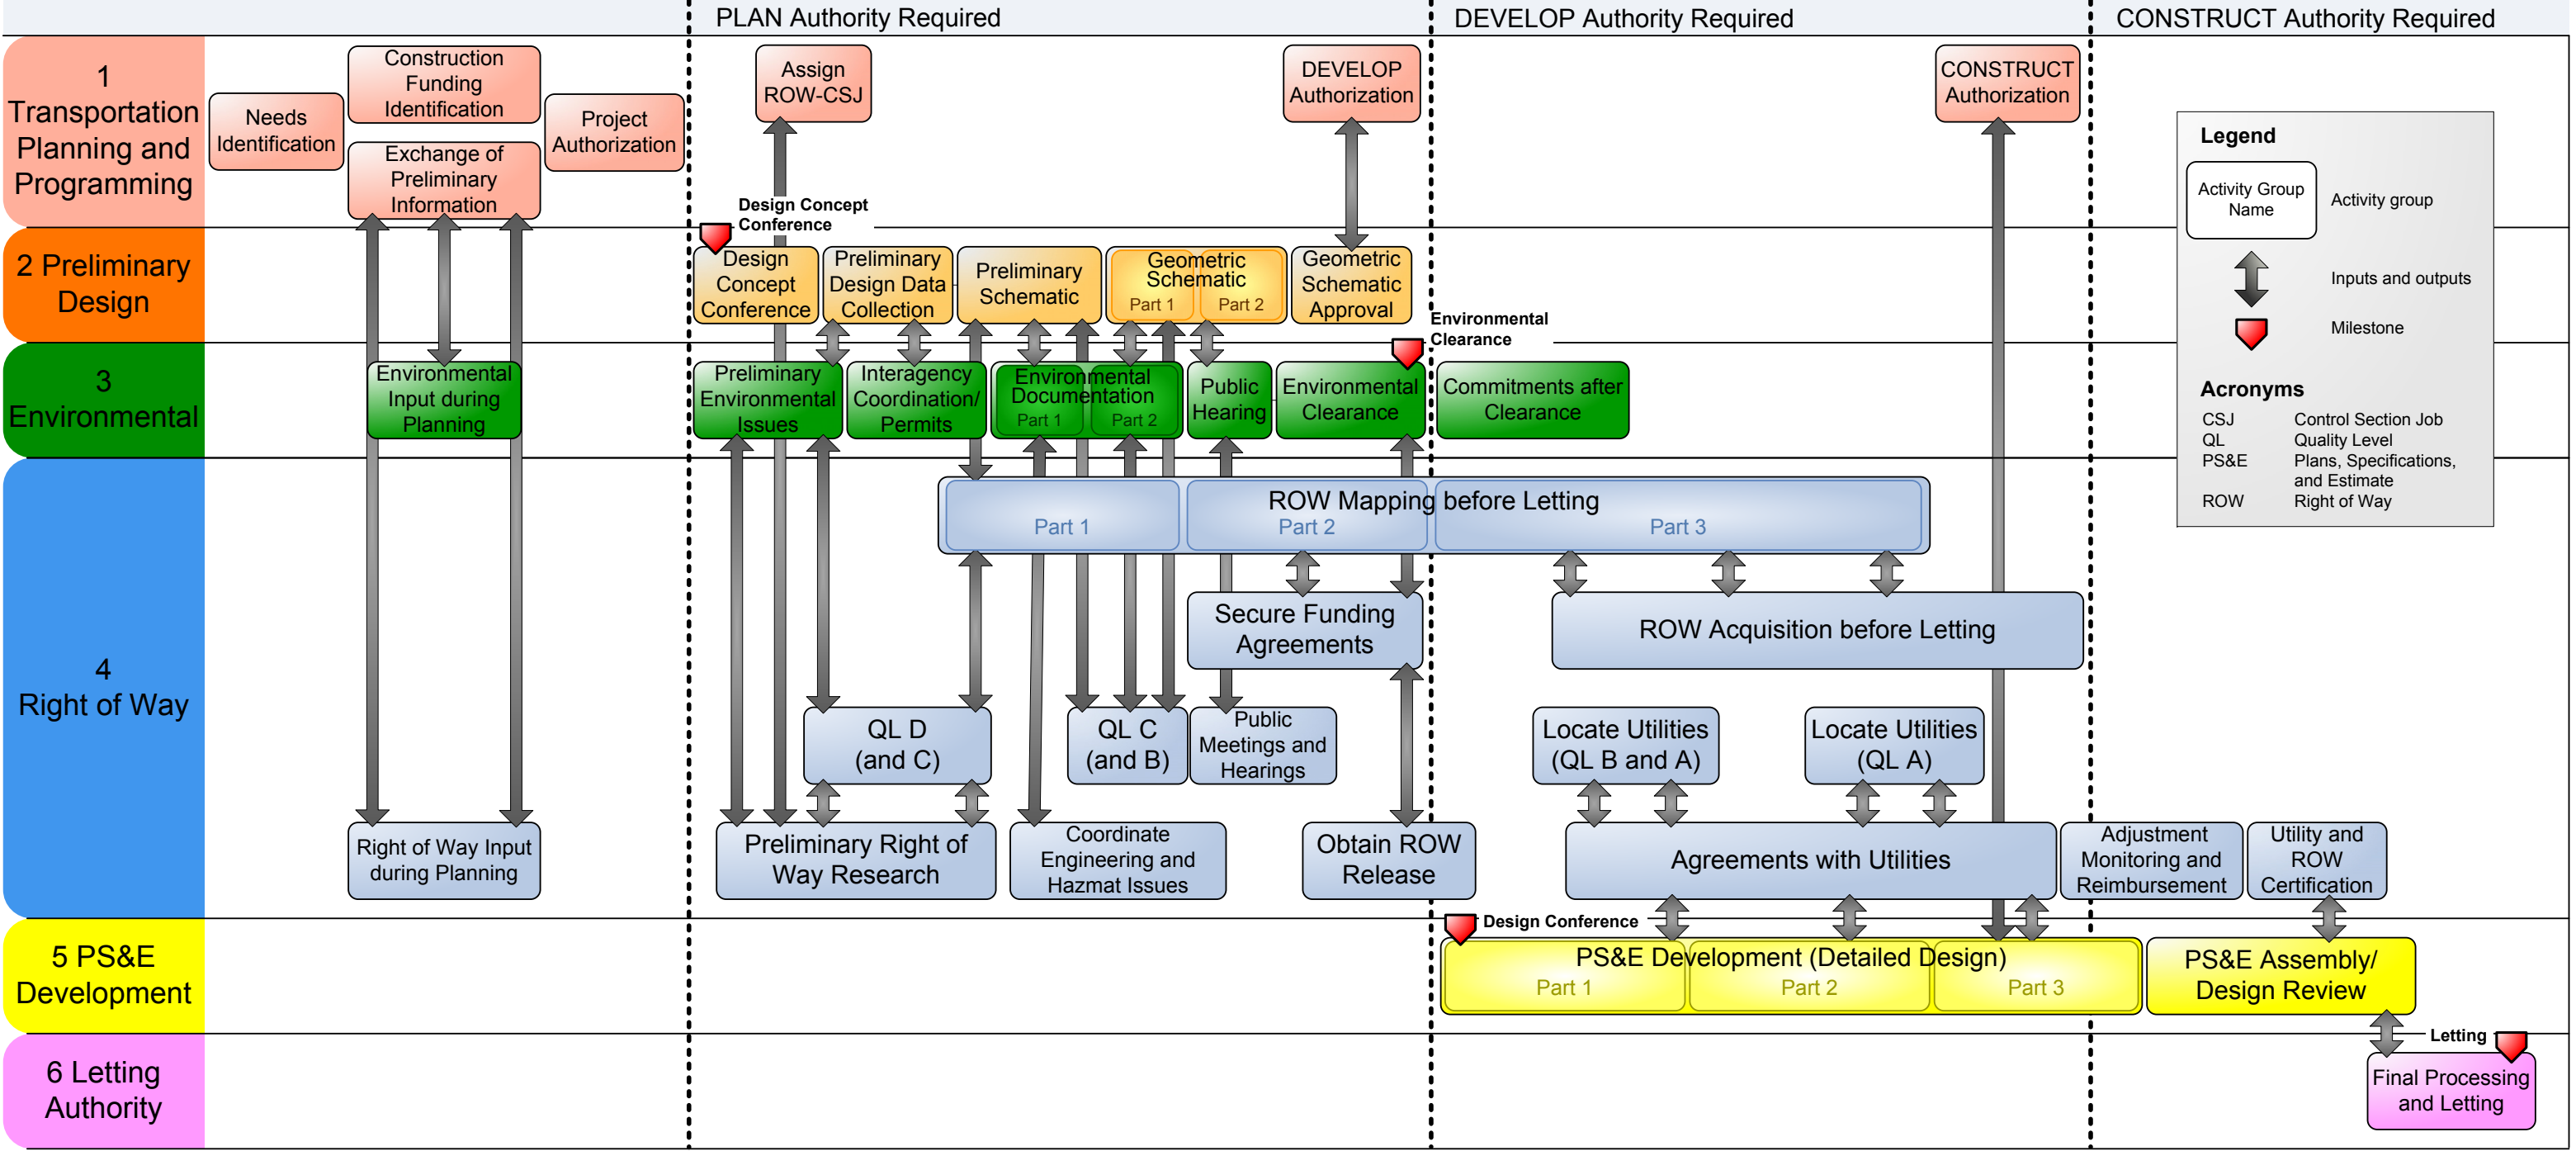 PLAN Authority Required
DEVELOP Authority Required
CONSTRUCT Authority Required
1
Transportation
Planning and
Programming
Needs
Identification
Construction
Funding
Identification
Exchange of
Preliminary
Information
Project
Authorization
Assign
ROW-CSJ
DEVELOP
Authorization
CONSTRUCT
Authorization
Legend
Activity Group
Name
Activity group
Inputs and outputs
Milestone
Acronyms
CSJ Control Section Job
QL Quality Level
PS&E Plans, Specifications,
and Estimate
ROW Right of Way
2 Preliminary
Design
Design Concept
Conference
Design
Concept
Conference
Preliminary
Design Data
Collection
Preliminary
Schematic
Geometric
Schematic
Part 1
Part 2
Geometric
Schematic
Approval
3
Environmental
Environmental
Input during
Planning
Preliminary
Environmental
Issues
Interagency
Coordination/
Permits
Environmental
Documentation
Part 1
Part 2
Public
Hearing
Environmental
Clearance
Environmental
Clearance
Commitments after
Clearance
4
Right of Way
ROW Mapping before Letting
Part 1
Part 2
Part 3
Secure Funding
Agreements
ROW Acquisition before Letting
QL D
(and C)
QL C
(and B)
Public
Meetings and
Hearings
Locate Utilities
(QL B and A)
Locate Utilities
(QL A)
Right of Way Input
during Planning
Preliminary Right of
Way Research
Coordinate
Engineering and
Hazmat Issues
Obtain ROW
Release
Agreements with Utilities
Adjustment
Monitoring and
Reimbursement
Utility and
ROW
Certification
5 PS&E
Development
Design Conference
PS&E Development (Detailed Design)
Part 1
Part 2
Part 3
PS&E Assembly/
Design Review
6 Letting
Authority
Letting
Final Processing
and Letting